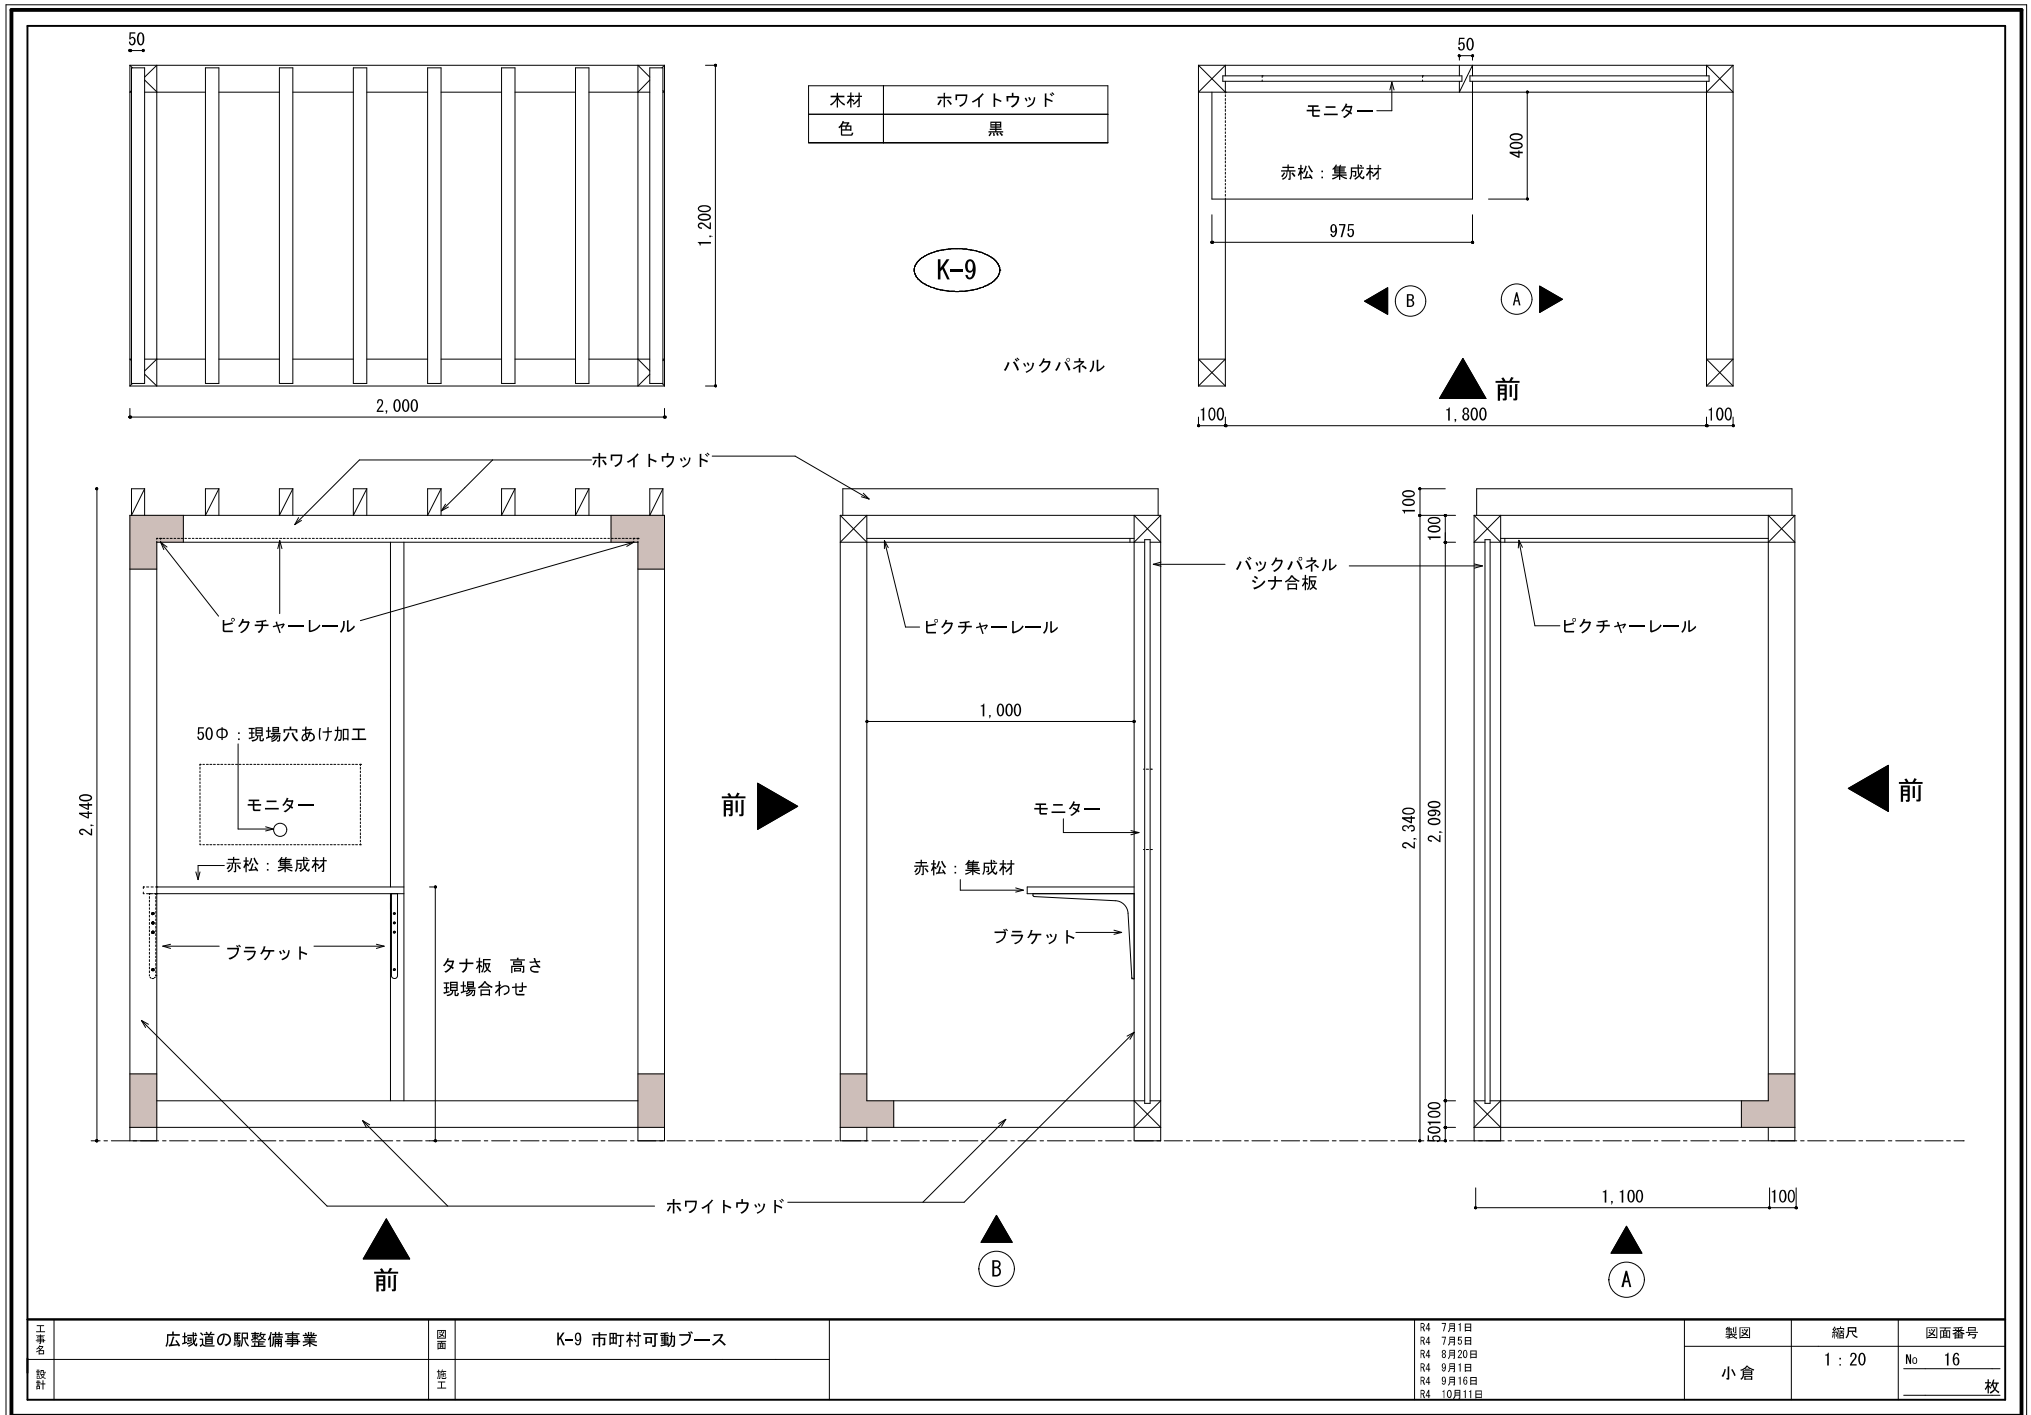 50
1,200
2,000
木材 ホワイトウッド
色 黒
K-9
バックパネル
50
モニター
400
赤松：集成材
975
B
A
前
100
1,800
100
ホワイトウッド
ピクチャーレール
50Φ：現場穴あけ加工
モニター
赤松：集成材
ブラケット
タナ板 高さ
現場合わせ
2,440
前
ピクチャーレール
1,000
モニター
赤松：集成材
ブラケット
バックパネル
シナ合板
100
100
ピクチャーレール
2,340
2,090
100
50
前
ホワイトウッド
1,100
100
前
B
A
工事名 広域道の駅整備事業
図面 K-9 市町村可動ブース
設計
施工
R4 7月1日
R4 7月5日
R4 8月20日
R4 9月1日
R4 9月16日
R4 10月11日
製図 縮尺 図面番号
小倉 1：20 No 16
枚